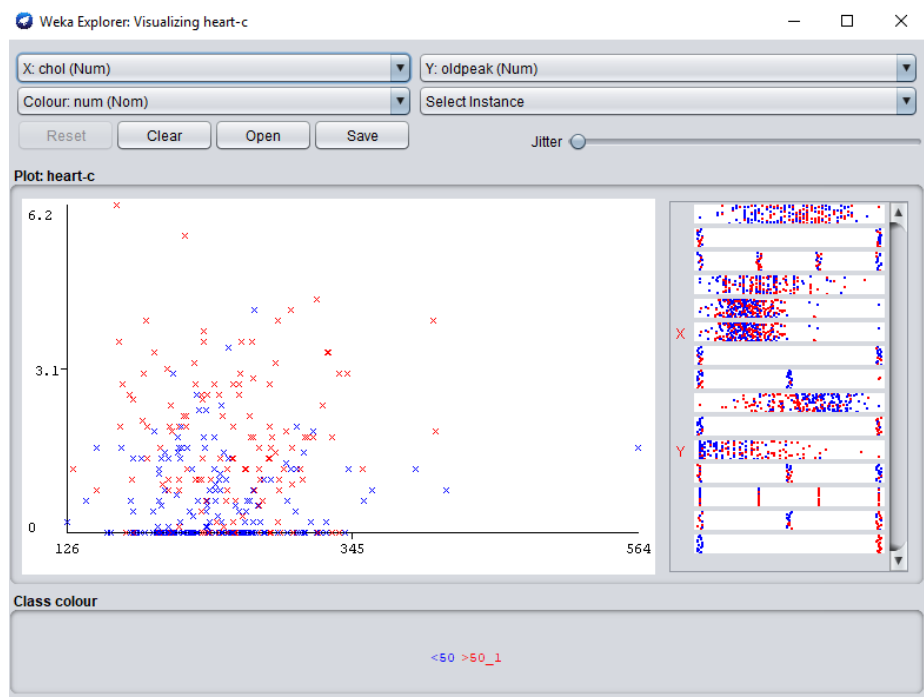 Weka Explorer: Visualizing heart-c
X: chol (Num) Y: oldpeak (Num)
Colour: num (Nom) Select Instance
Reset Clear Open Save Jitter
Plot: heart-c
6.2
X
3.1
Y
0
126 345 564
Class colour
<50 >50_1